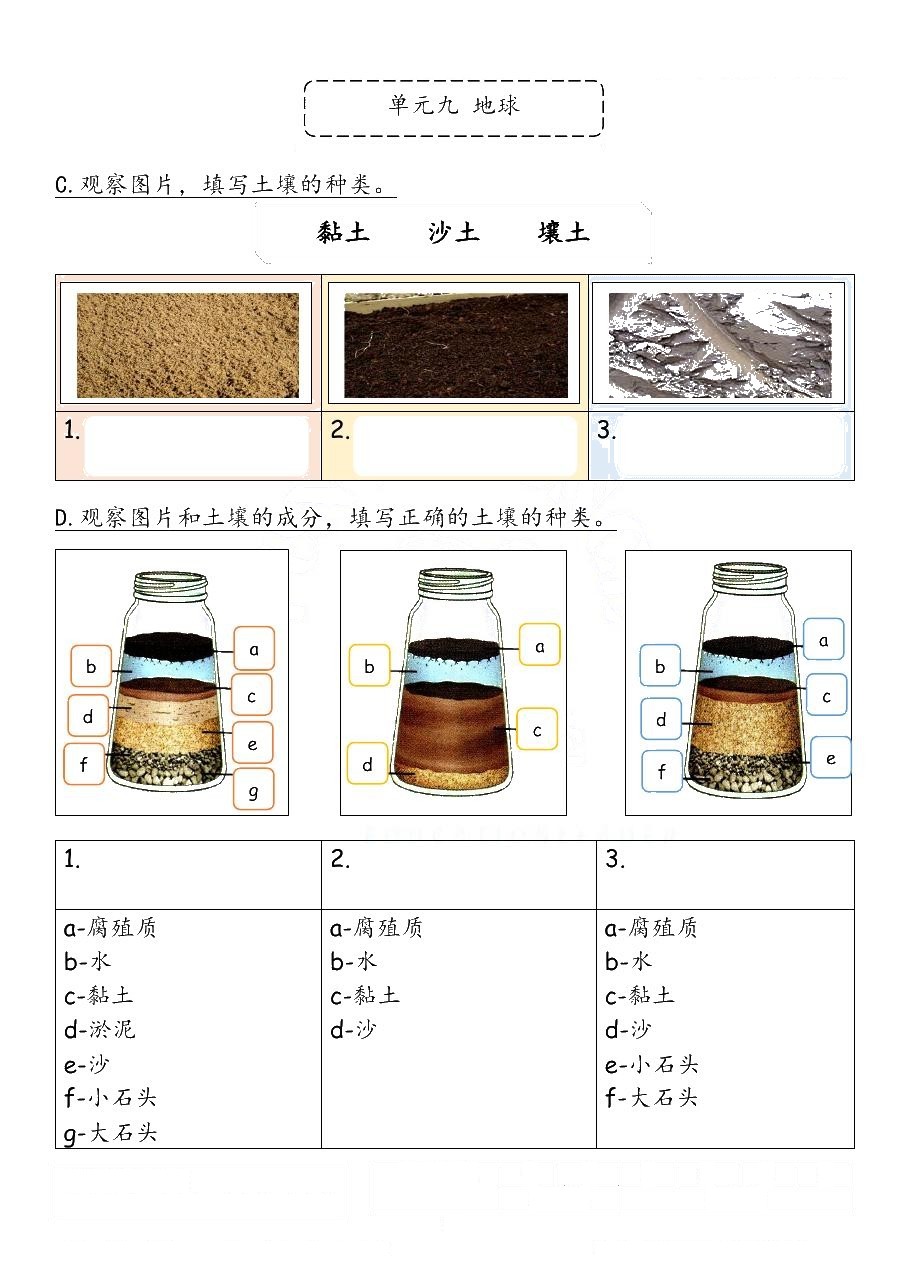 单元九 地球
C. 观察图片，填写土壤的种类。
黏土 沙土 壤土
1. 2. 3.
D. 观察图片和土壤的成分，填写正确的土壤的种类。
a
b
c
d
e
f
g
a
b
c
d
a
b
c
d
e
f
1. 2. 3.
a-腐殖质
b-水
c-黏土
d-淤泥
e-沙
f-小石头
g-大石头
a-腐殖质
b-水
c-黏土
d-沙
a-腐殖质
b-水
c-黏土
d-沙
e-小石头
f-大石头